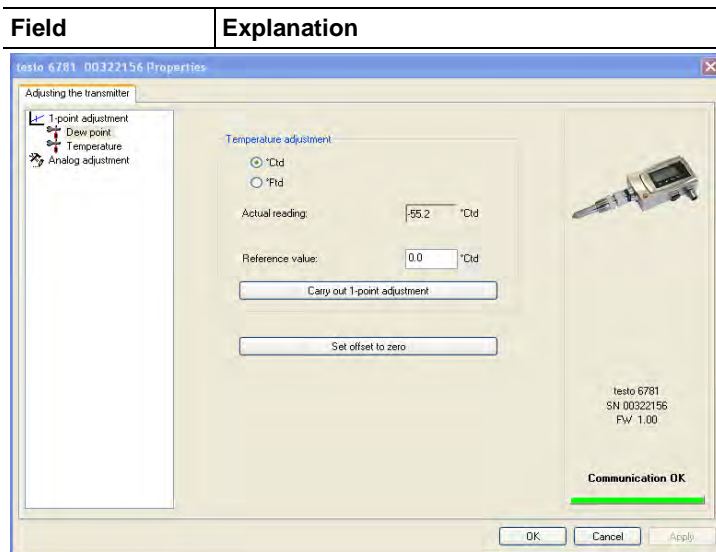 Field Explanation
testo 6781 00322156 Properties
Adjusting the transmitter
1-point adjustment
Dew point
Temperature
Analog adjustment
Temperature adjustment
°Ctd
°Ftd
Actual reading: -55.2 °Ctd
Reference value: 0.0 °Ctd
Carry out 1-point adjustment
Set offset to zero
testo 6781
SN 00322156
FW 1.00
Communication OK
OK Cancel Apply